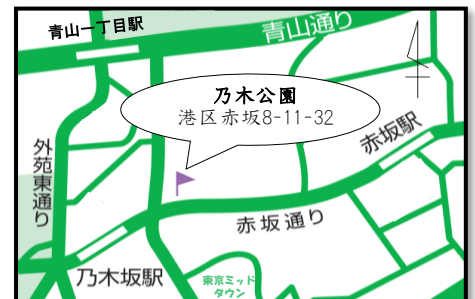 青山一丁目駅
青山通り
乃木公園
港区赤坂8-11-32
赤坂駅
外苑東通り
赤坂通り
乃木坂駅
東京ミッド
タウン